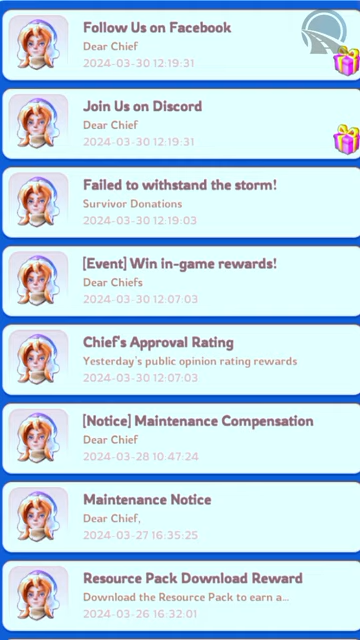 Follow Us on Facebook
Dear Chief
2024-03-30 12:19:31
Join Us on Discord
Dear Chief
2024-03-30 12:19:31
Failed to withstand the storm!
Survivor Donations
2024-03-30 12:19:03
[Event] Win in-game rewards!
Dear Chiefs
2024-03-30 12:07:03
Chief's Approval Rating
Yesterday's public opinion rating rewards
2024-03-30 12:07:03
[Notice] Maintenance Compensation
Dear Chief
2024-03-28 10:47:24
Maintenance Notice
Dear Chief,
2024-03-27 16:35:25
Resource Pack Download Reward
Download the Resource Pack to earn a...
2024-03-26 16:32:01